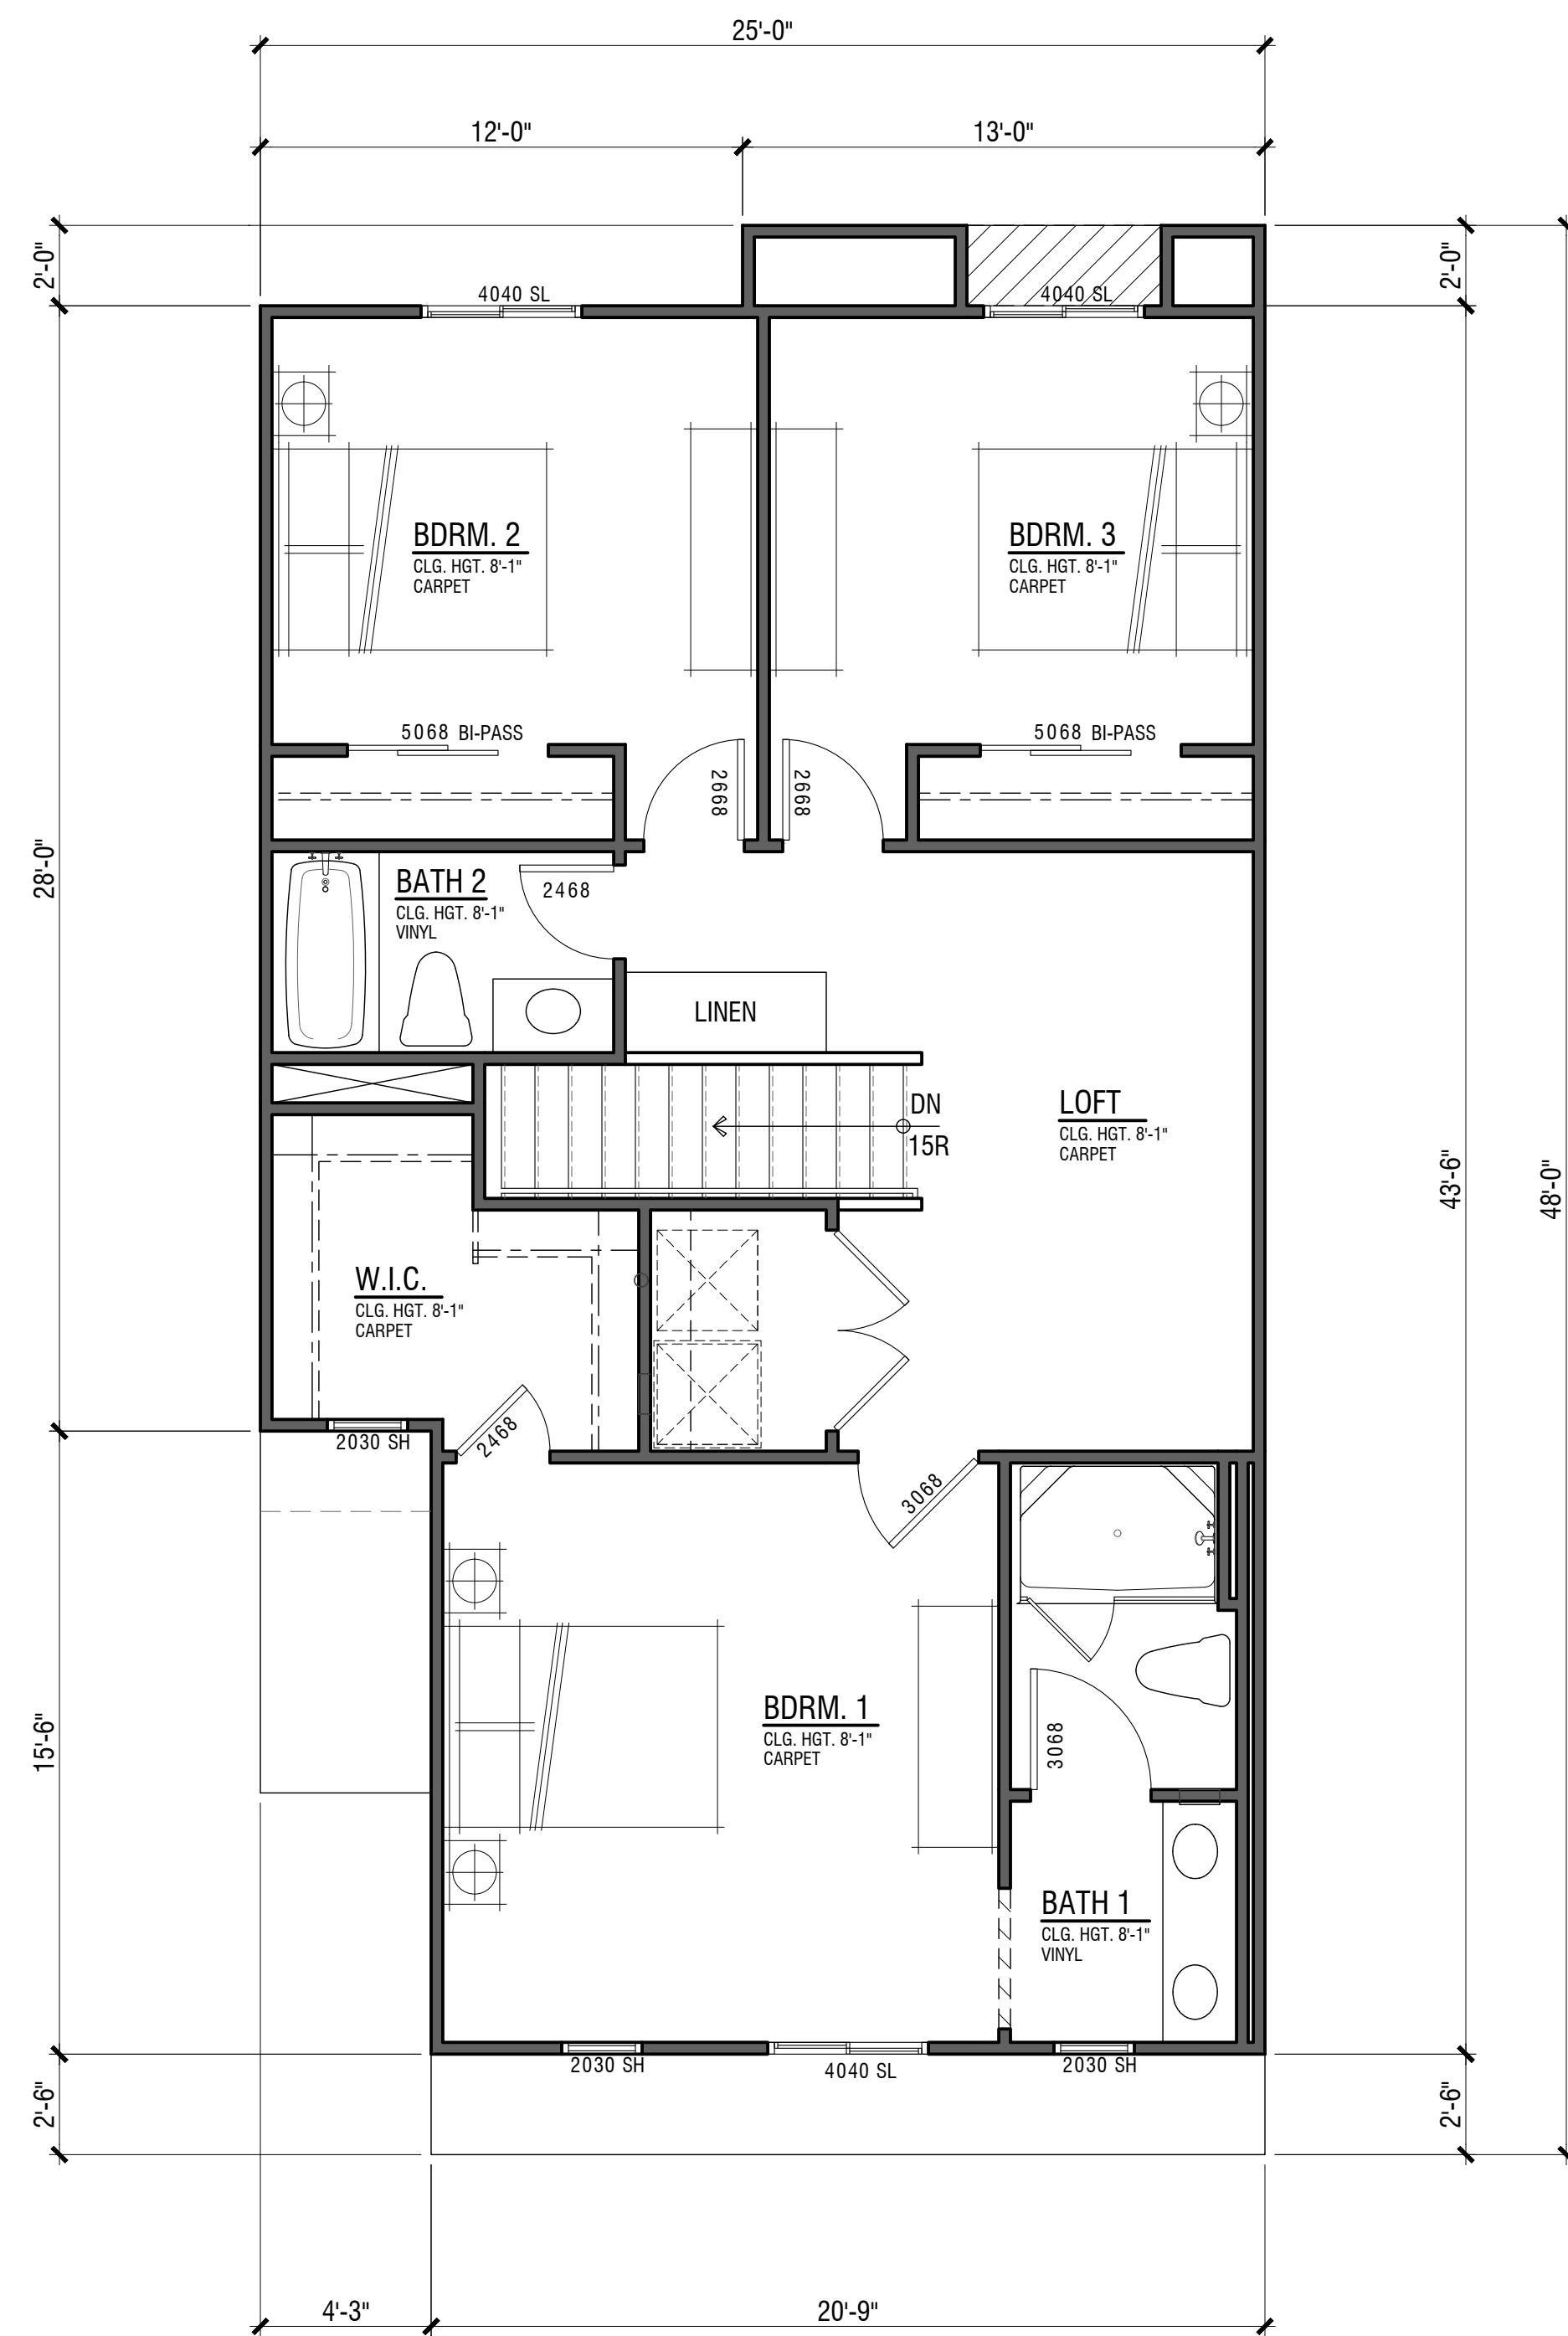 25'-0"
12'-0"
13'-0"
2'-0"
2'-0"
4040 SL
4040 SL
BDRM. 2
CLG. HGT. 8'-1"
CARPET
BDRM. 3
CLG. HGT. 8'-1"
CARPET
5068 BI-PASS
5068 BI-PASS
2668
2668
28'-0"
BATH 2
CLG. HGT. 8'-1"
VINYL
2468
LINEN
DN
15R
LOFT
CLG. HGT. 8'-1"
CARPET
43'-6"
48'-0"
W.I.C.
CLG. HGT. 8'-1"
CARPET
2030 SH
2468
3068
15'-6"
BDRM. 1
CLG. HGT. 8'-1"
CARPET
3068
BATH 1
CLG. HGT. 8'-1"
VINYL
2030 SH
4040 SL
2030 SH
2'-6"
2'-6"
4'-3"
20'-9"